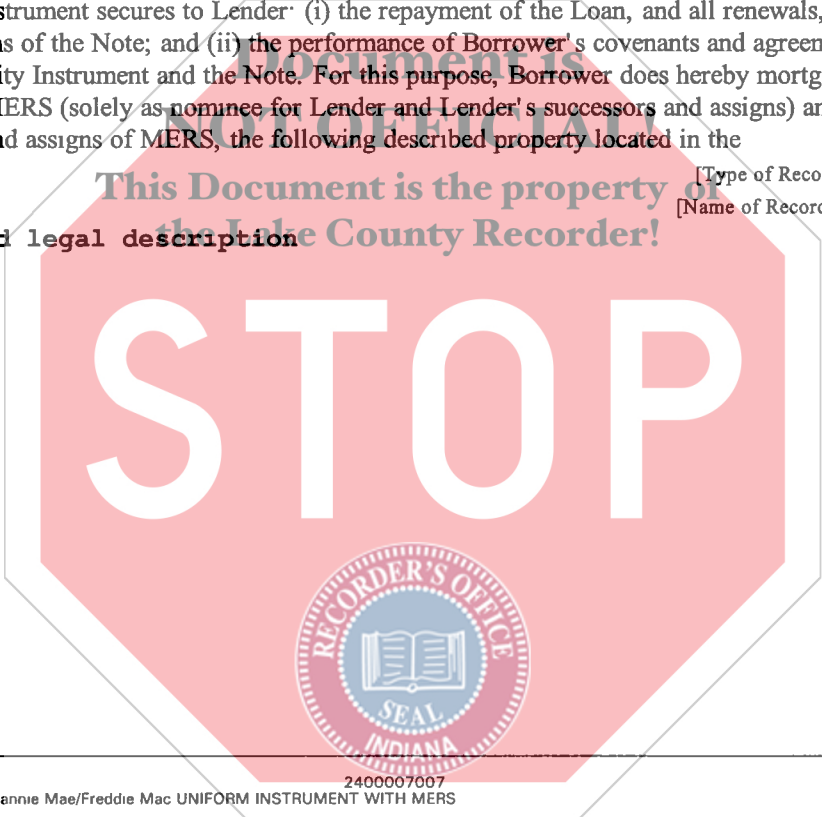 strument secures to Lender· (i) the repayment of the Loan, and all renewals,
s of the Note; and (ii) the performance of Borrower's covenants and agreem
Document is
ity Instrument and the Note. For this purpose, Borrower does hereby mortg
MERS (solely as nominee for Lender and Lender's successors and assigns) an
NOT OFFICIAL!
d assigns of MERS, the following described property located in the
[Type of Reco
This Document is the property of
[Name of Record
the Lake County Recorder!
d legal description
STOP
RECORDER'S OFFICE
SEAL
INDIANA
2400007007
annie Mae/Freddie Mac UNIFORM INSTRUMENT WITH MERS